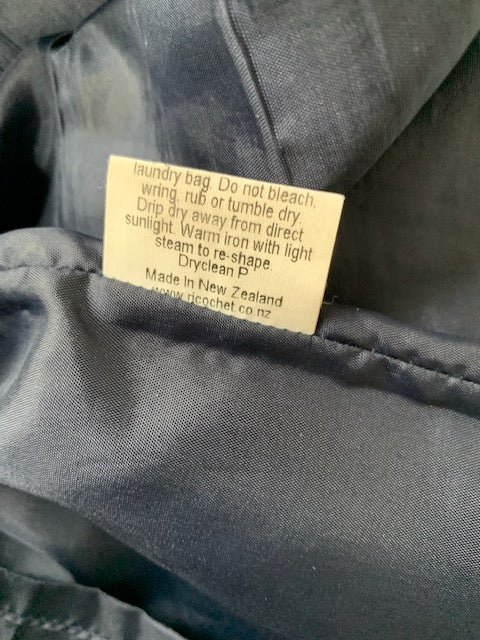 laundry bag. Do not bleach,
wring, rub or tumble dry.
Drip dry away from direct
sunlight. Warm iron with light
steam to re-shape.
Dryclean P
Made in New Zealand
www.ricochet.co.nz